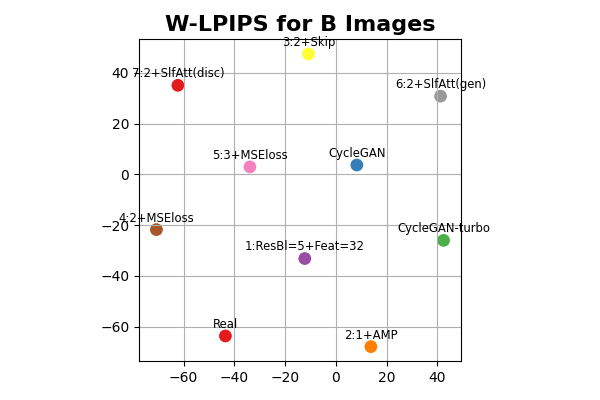 W-LPIPS for B Images
3:2+Skip
7:2+SlfAtt(disc)
6:2+SlfAtt(gen)
5:3+MSEloss
CycleGAN
4:2+MSEloss
CycleGAN-turbo
1:ResBl=5+Feat=32
Real
2:1+AMP
40
20
0
−20
−40
−60
−60 −40 −20 0 20 40